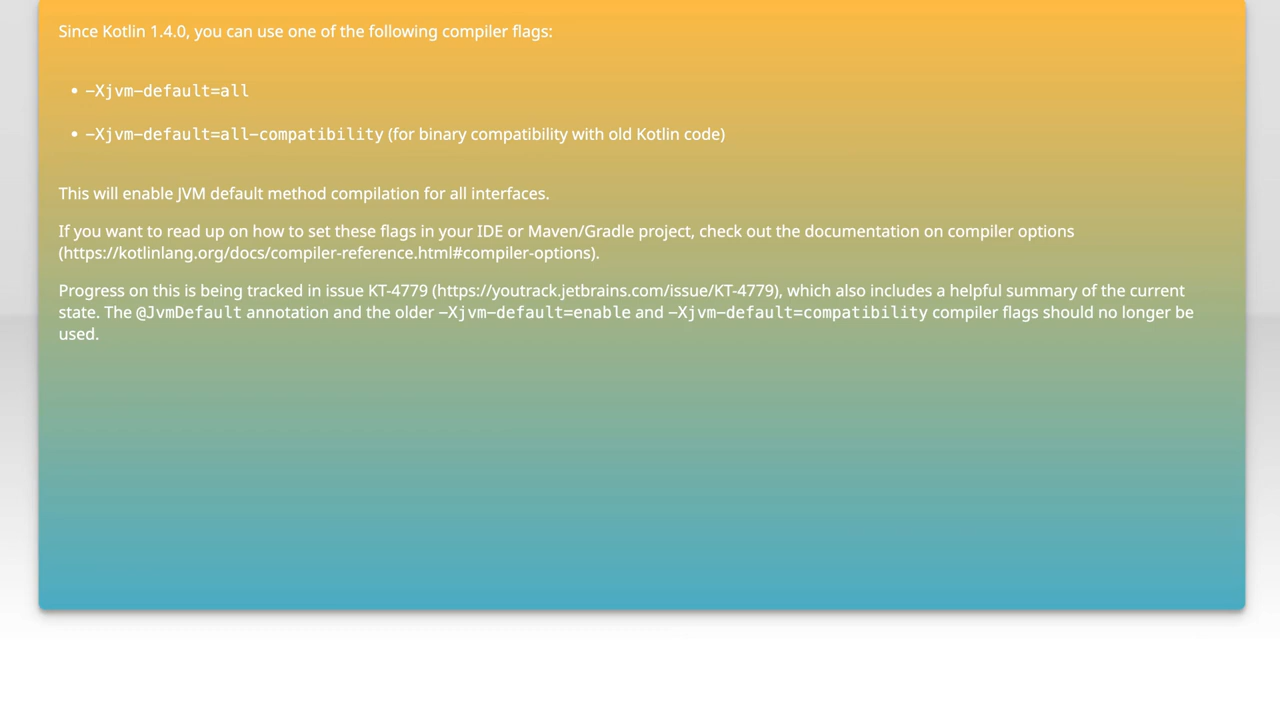 Since Kotlin 1.4.0, you can use one of the following compiler flags:
• -Xjvm-default=all
• -Xjvm-default=all-compatibility (for binary compatibility with old Kotlin code)
This will enable JVM default method compilation for all interfaces.
If you want to read up on how to set these flags in your IDE or Maven/Gradle project, check out the documentation on compiler options
(https://kotlinlang.org/docs/compiler-reference.html#compiler-options).
Progress on this is being tracked in issue KT-4779 (https://youtrack.jetbrains.com/issue/KT-4779), which also includes a helpful summary of the current
state. The @JvmDefault annotation and the older -Xjvm-default=enable and -Xjvm-default=compatibility compiler flags should no longer be
used.